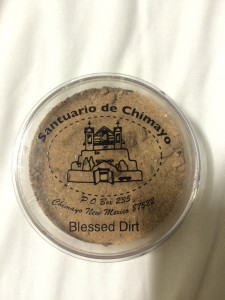 Santuario de Chimayo
P.O Box 235
Chimayo New Mexico 87522
Blessed Dirt